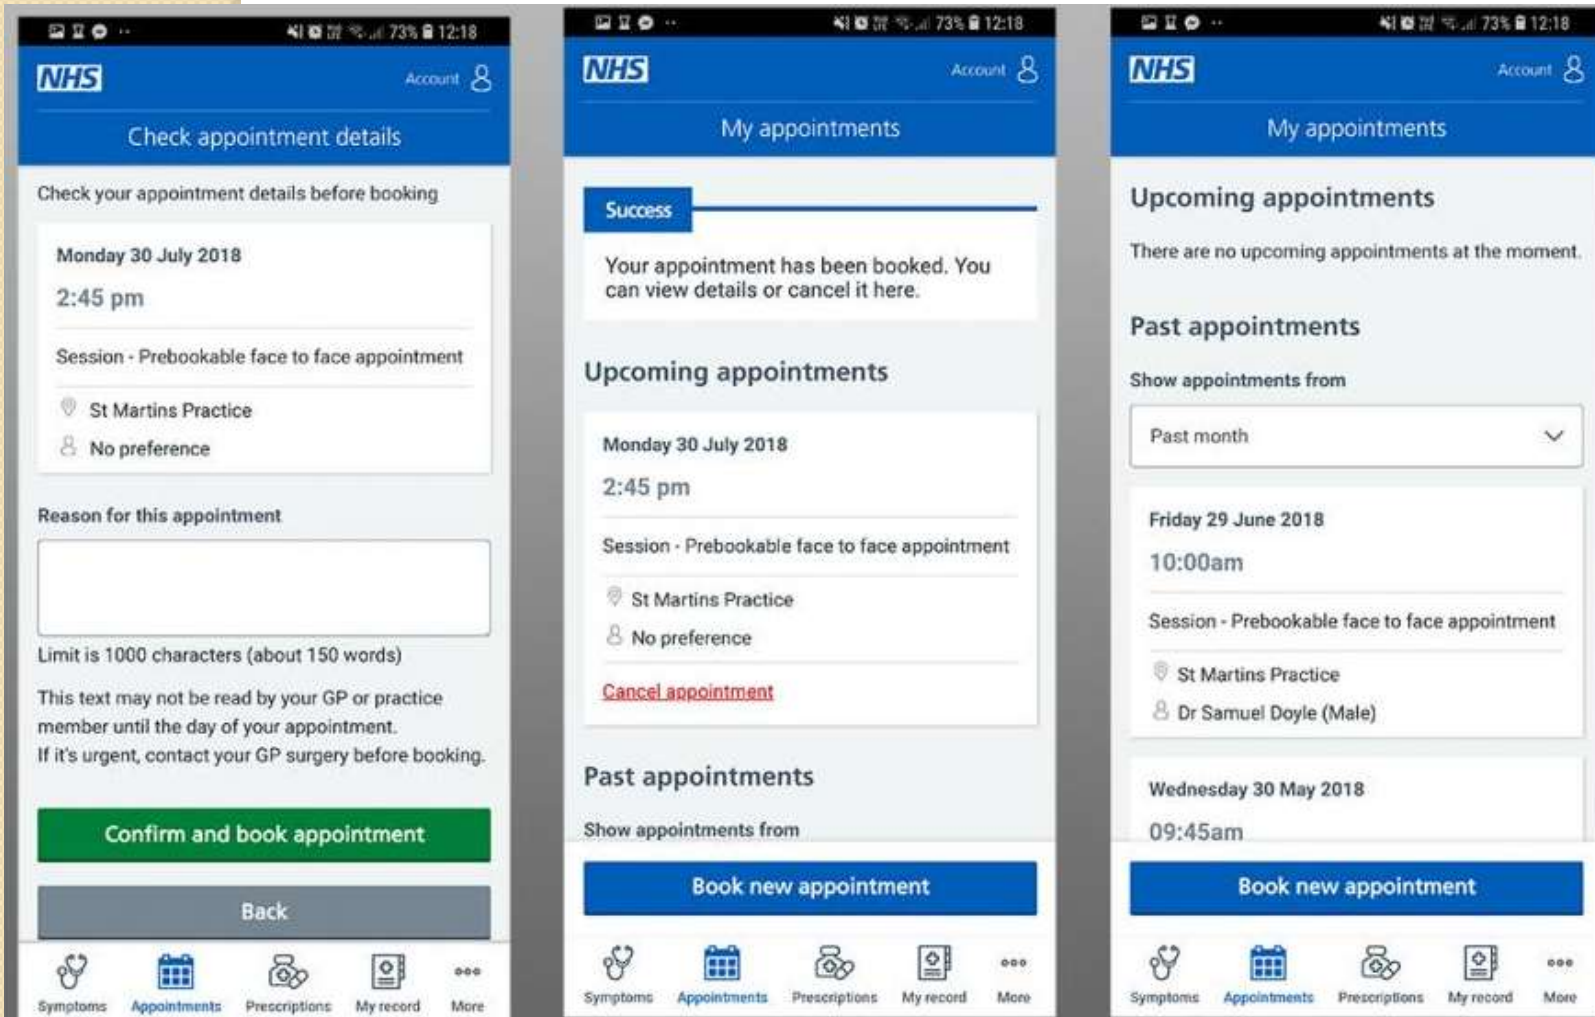 73% 12:18
NHS
Account
Check appointment details
Check your appointment details before booking
Monday 30 July 2018
2:45 pm
Session - Prebookable face to face appointment
St Martins Practice
No preference
Reason for this appointment
Limit is 1000 characters (about 150 words)
This text may not be read by your GP or practice
member until the day of your appointment.
If it's urgent, contact your GP surgery before booking.
Confirm and book appointment
Back
Symptoms Appointments Prescriptions My record More
73% 12:18
NHS
Account
My appointments
Success
Your appointment has been booked. You
can view details or cancel it here.
Upcoming appointments
Monday 30 July 2018
2:45 pm
Session - Prebookable face to face appointment
St Martins Practice
No preference
Cancel appointment
Past appointments
Show appointments from
Book new appointment
Symptoms Appointments Prescriptions My record More
73% 12:18
NHS
Account
My appointments
Upcoming appointments
There are no upcoming appointments at the moment.
Past appointments
Show appointments from
Past month
Friday 29 June 2018
10:00am
Session - Prebookable face to face appointment
St Martins Practice
Dr Samuel Doyle (Male)
Wednesday 30 May 2018
09:45am
Book new appointment
Symptoms Appointments Prescriptions My record More